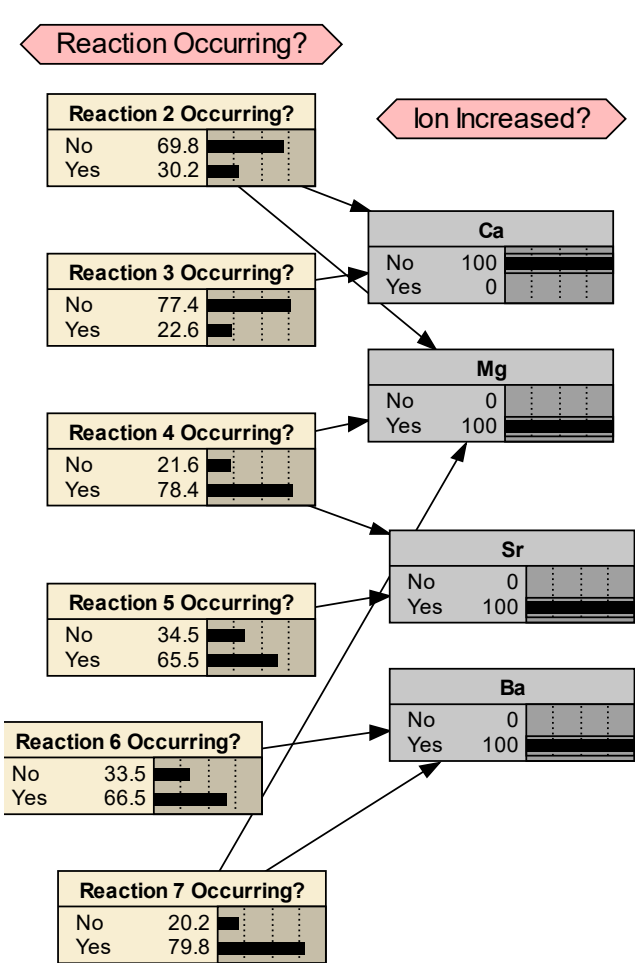 Reaction Occurring?
Ion Increased?
Reaction 2 Occurring?
No 69.8
Yes 30.2
Ca
No 100
Yes 0
Reaction 3 Occurring?
No 77.4
Yes 22.6
Mg
No 0
Yes 100
Reaction 4 Occurring?
No 21.6
Yes 78.4
Sr
No 0
Yes 100
Reaction 5 Occurring?
No 34.5
Yes 65.5
Ba
No 0
Yes 100
Reaction 6 Occurring?
No 33.5
Yes 66.5
Reaction 7 Occurring?
No 20.2
Yes 79.8